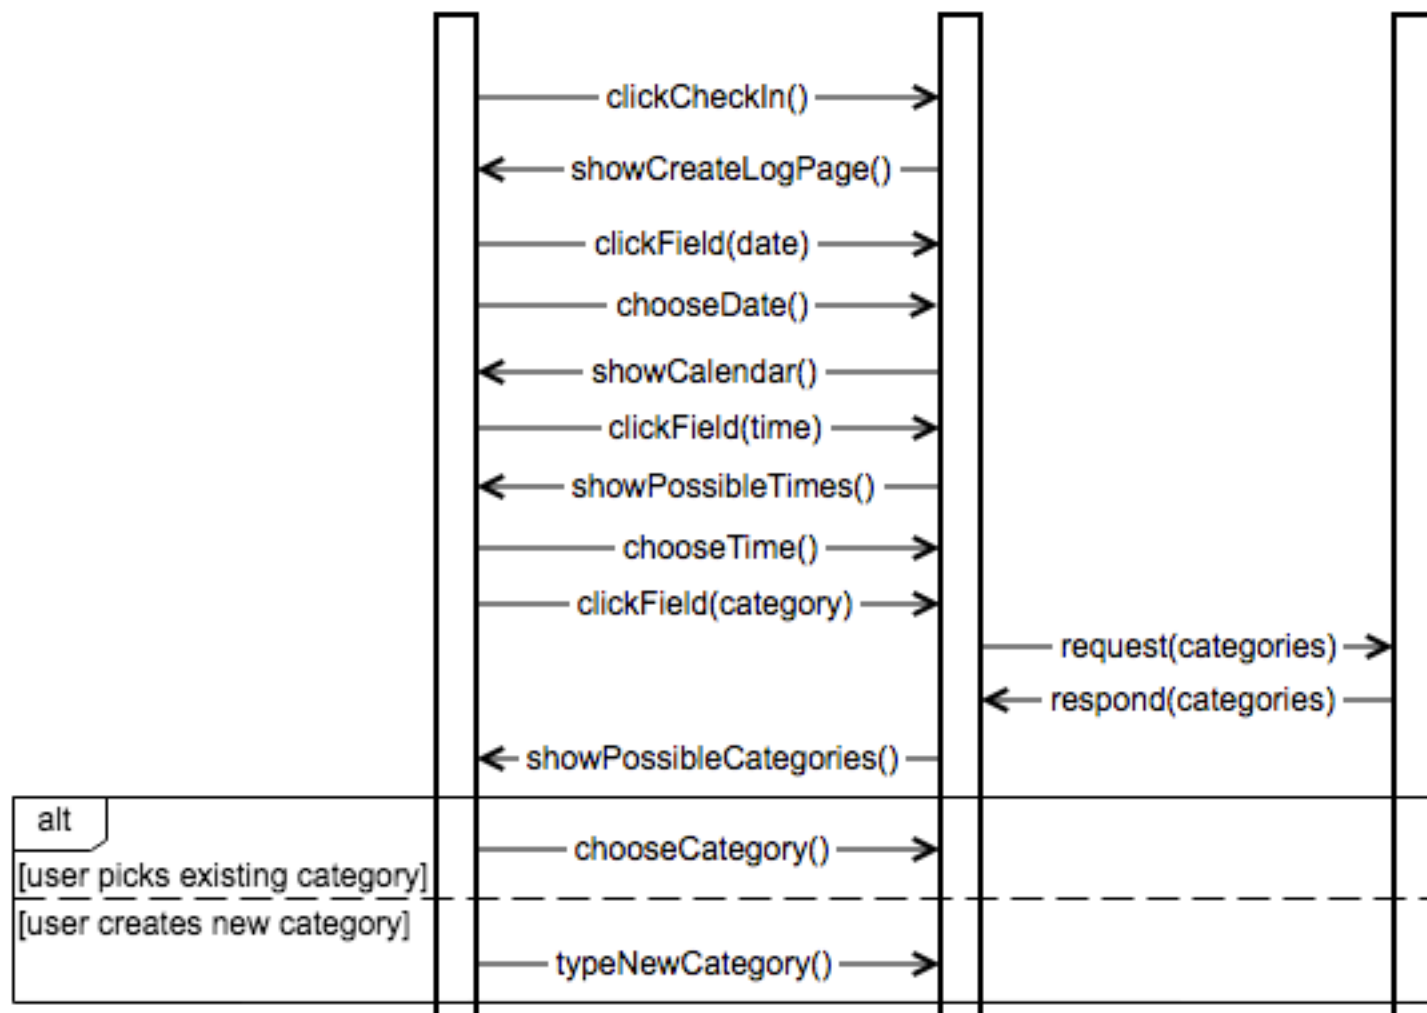 clickCheckIn()
showCreateLogPage()
clickField(date)
chooseDate()
showCalendar()
clickField(time)
showPossibleTimes()
chooseTime()
clickField(category)
request(categories)
respond(categories)
showPossibleCategories()
alt
chooseCategory()
[user picks existing category]
[user creates new category]
typeNewCategory()